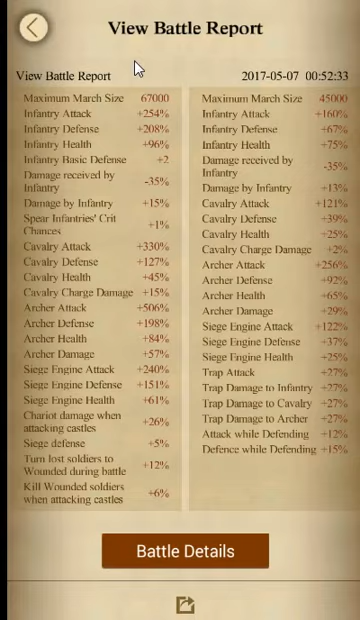 View Battle Report
View Battle Report 2017-05-07 00:52:33
Maximum March Size 67000
Infantry Attack +254%
Infantry Defense +208%
Infantry Health +96%
Infantry Basic Defense +2
Damage received by
Infantry -35%
Damage by Infantry +15%
Spear Infantries' Crit
Chances +1%
Cavalry Attack +330%
Cavalry Defense +127%
Cavalry Health +45%
Cavalry Charge Damage +15%
Archer Attack +506%
Archer Defense +198%
Archer Health +84%
Archer Damage +57%
Siege Engine Attack +240%
Siege Engine Defense +151%
Siege Engine Health +61%
Chariot damage when
attacking castles +26%
Siege defense +5%
Turn lost soldiers to
Wounded during battle +12%
Kill Wounded soldiers
when attacking castles +6%
Maximum March Size 45000
Infantry Attack +160%
Infantry Defense +67%
Infantry Health +75%
Damage received by
Infantry -35%
Damage by Infantry +13%
Cavalry Attack +121%
Cavalry Defense +39%
Cavalry Health +25%
Cavalry Charge Damage +2%
Archer Attack +256%
Archer Defense +92%
Archer Health +65%
Archer Damage +29%
Siege Engine Attack +122%
Siege Engine Defense +37%
Siege Engine Health +25%
Trap Attack +27%
Trap Damage to Infantry +27%
Trap Damage to Cavalry +27%
Trap Damage to Archer +27%
Attack while Defending +12%
Defence while Defending +15%
Battle Details